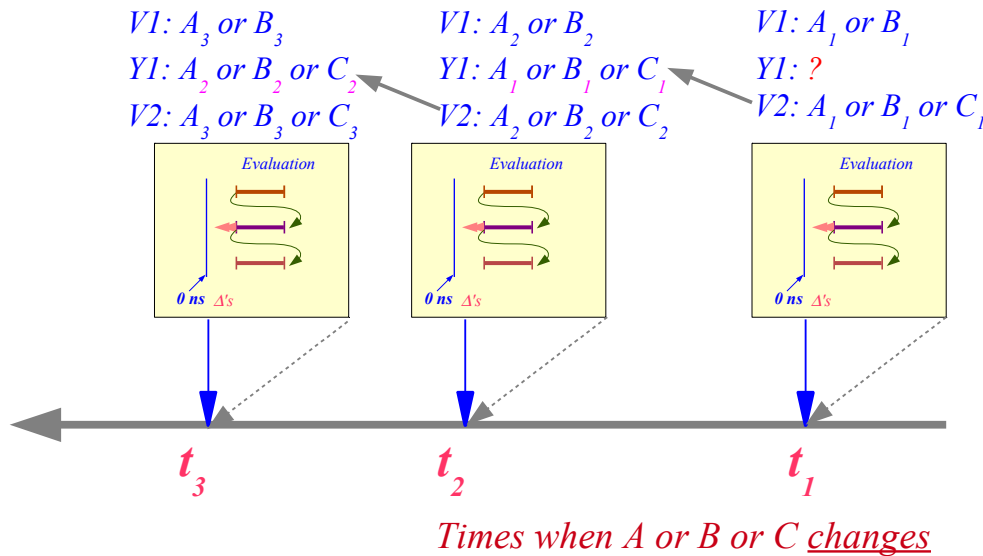 V1: A3 or B3
Y1: A2 or B2 or C2
V2: A3 or B3 or C3
V1: A2 or B2
Y1: A1 or B1 or C1
V2: A2 or B2 or C2
V1: A1 or B1
Y1: ?
V2: A1 or B1 or C1
Evaluation
0 ns Δ's
Evaluation
0 ns Δ's
Evaluation
0 ns Δ's
t3
t2
t1
Times when A or B or C changes